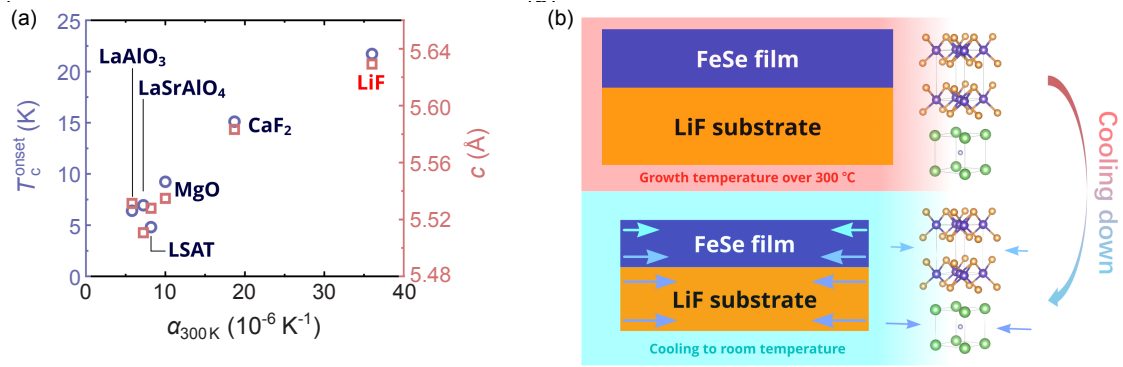 (a)
25
20
15
10
5
0
T_c^onset (K)
LaAlO₃
LaSrAlO₄
MgO
LSAT
CaF₂
LiF
5.64
5.60
5.56
5.52
5.48
c (Å)
0 10 20 30 40
α₃₀₀ K (10⁻⁶ K⁻¹)
(b)
FeSe film
LiF substrate
Growth temperature over 300 °C
FeSe film
LiF substrate
Cooling to room temperature
Cooling down